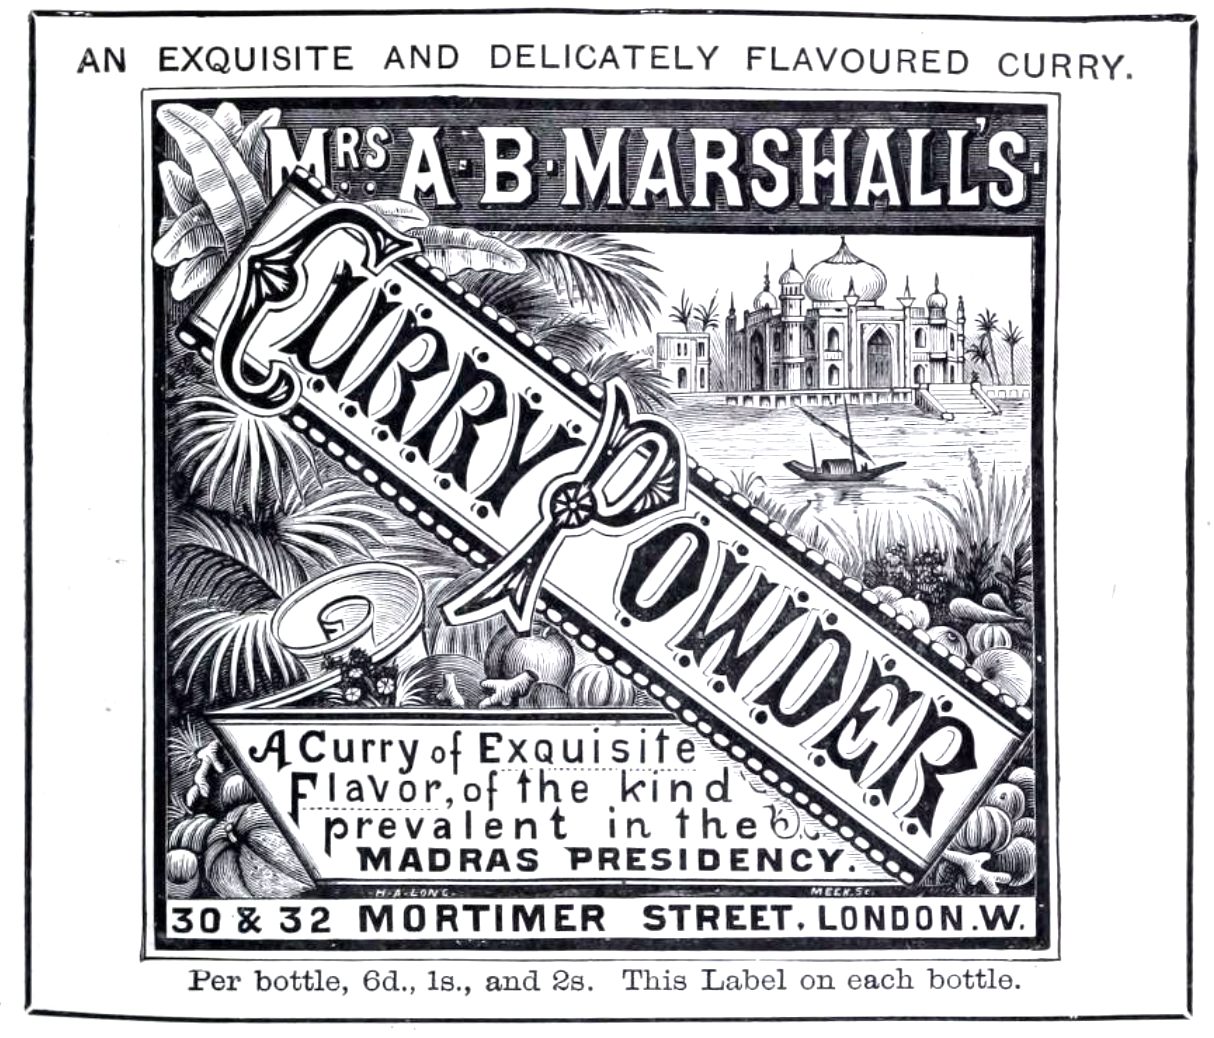 AN EXQUISITE AND DELICATELY FLAVOURED CURRY.
MRS A·B·MARSHALL'S·
CURRY POWDER
A Curry of Exquisite
Flavor, of the kind
prevalent in the
MADRAS PRESIDENCY.
H·A·LONG·
MEEK.SC.
30 & 32 MORTIMER STREET. LONDON.W.
Per bottle, 6d., 1s., and 2s. This Label on each bottle.